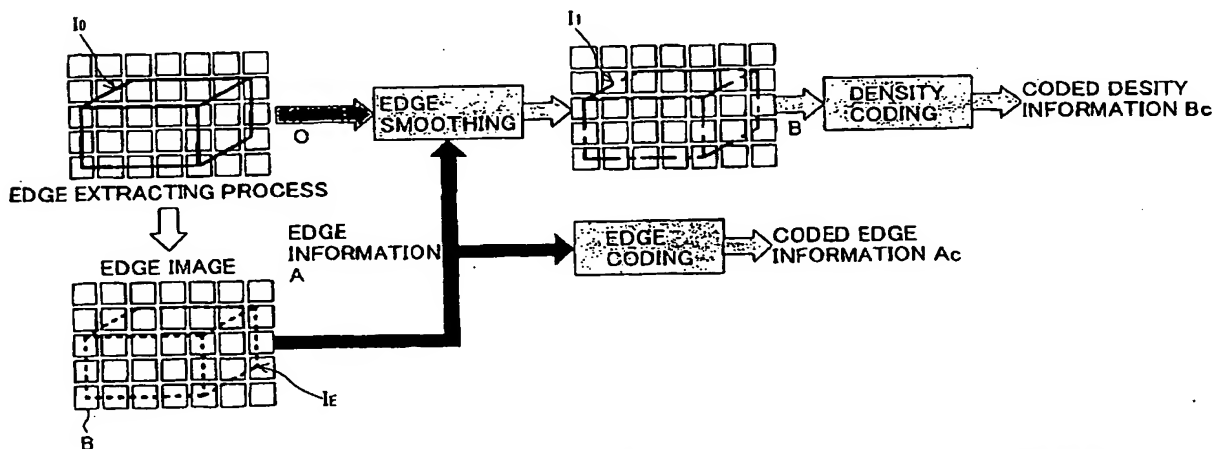 I0
I1
EDGE
SMOOTHING
DENSITY
CODING
CODED DESITY
INFORMATION Bc
O
B
EDGE EXTRACTING PROCESS
EDGE
INFORMATION
A
EDGE
CODING
CODED EDGE
INFORMATION Ac
EDGE IMAGE
IE
B